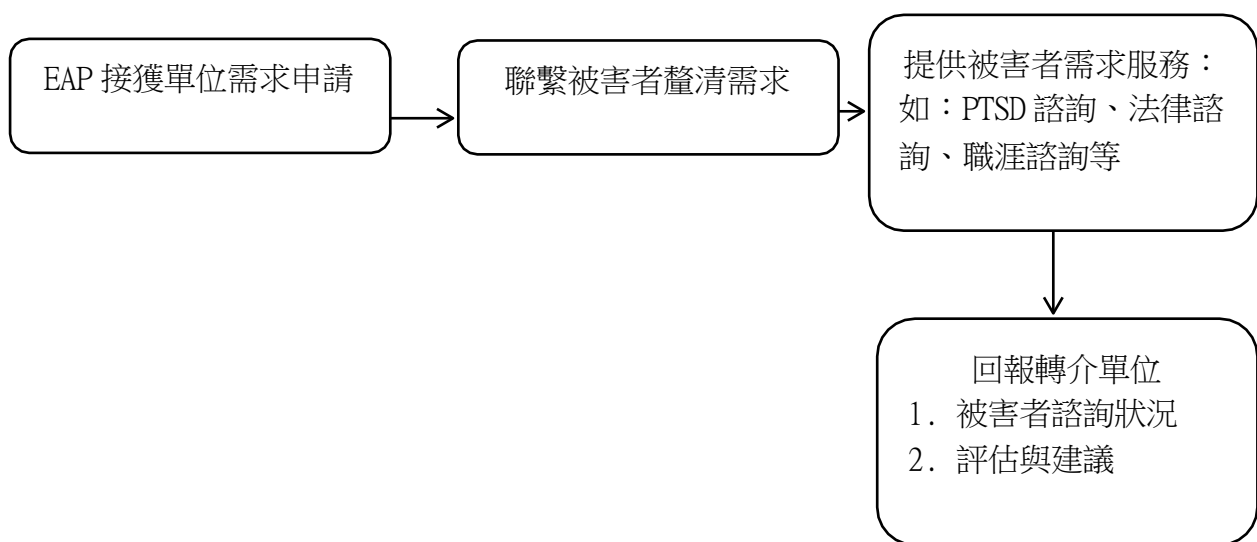 EAP 接獲單位需求申請
聯繫被害者釐清需求
提供被害者需求服務：
如：PTSD 諮詢、法律諮
詢、職涯諮詢等
回報轉介單位
1. 被害者諮詢狀況
2. 評估與建議